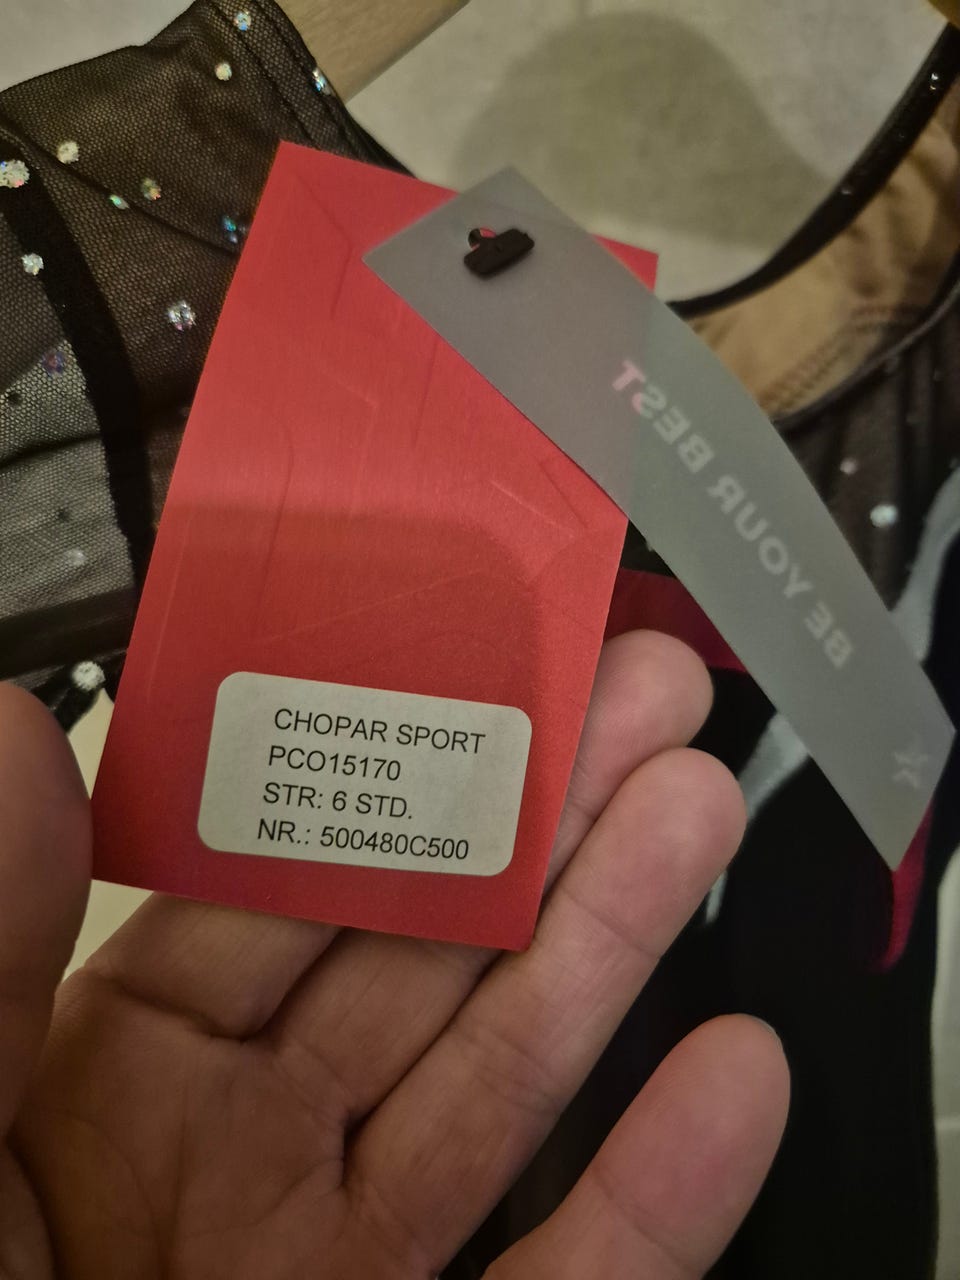 BE YOUR BEST
CHOPAR SPORT
PCO15170
STR: 6 STD.
NR.: 500480C500